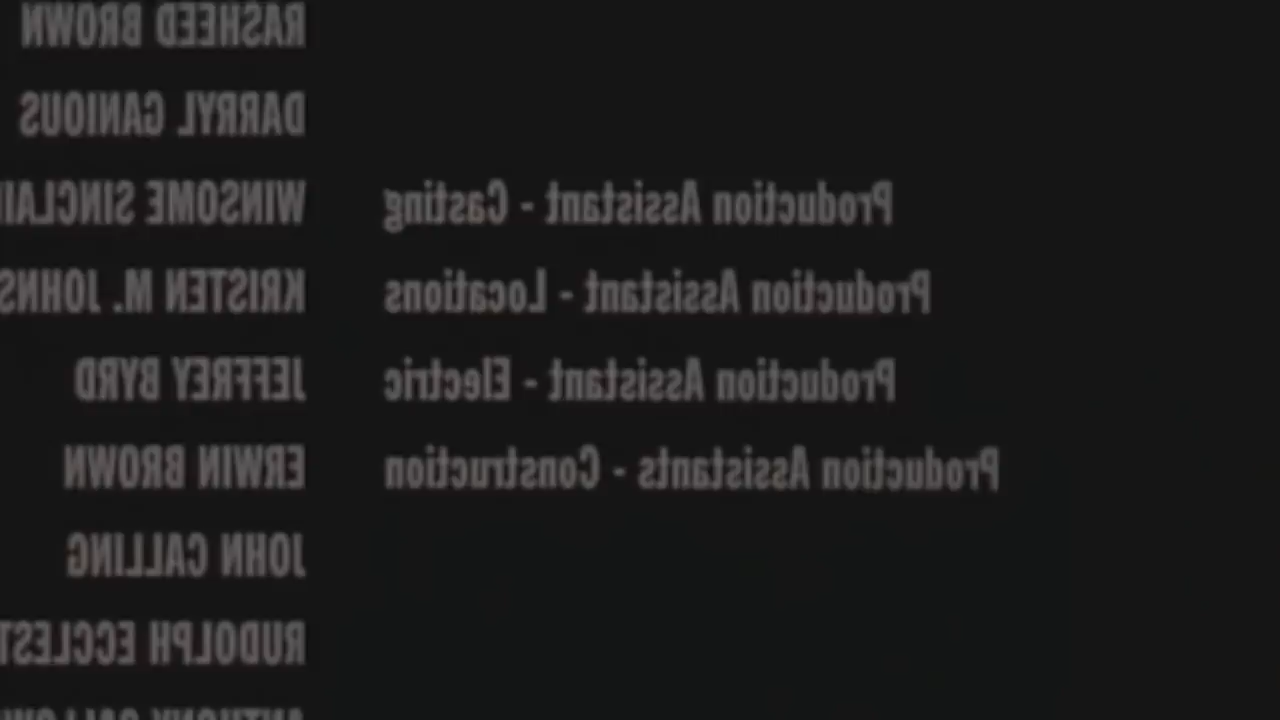 RASHEED BROWN
DARRYL GANIOUS
Production Assistant - Casting WINSOME
Production Assistant - Locations KRISTEN M.
Production Assistant - Electric JEFFREY BYRD
Production Assistants - Construction ERWIN BROWN
JOHN CALLING
RUDOLPH
ANTHONY